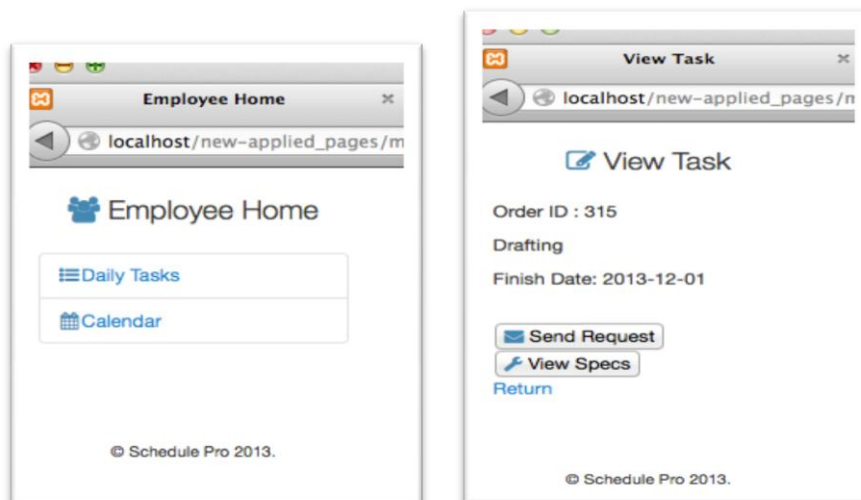 Employee Home
localhost/new-applied_pages/m
Employee Home
Daily Tasks
Calendar
© Schedule Pro 2013.
View Task
localhost/new-applied_pages/m
View Task
Order ID : 315
Drafting
Finish Date: 2013-12-01
Send Request
View Specs
Return
© Schedule Pro 2013.